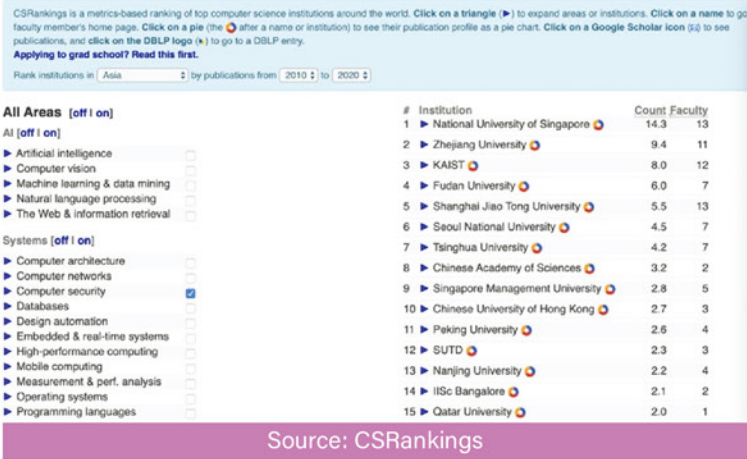 CSRankings is a metrics-based ranking of top computer science institutions around the world. Click on a triangle (▶) to expand areas or institutions. Click on a name to go
faculty member's home page. Click on a pie (the after a name or institution) to see their publication profile as a pie chart. Click on a Google Scholar icon () to see
publications, and click on the DBLP logo () to go to a DBLP entry.
Applying to grad school? Read this first.
Rank institutions in Asia by publications from 2010 to 2020
All Areas [off | on]
AI [off | on]
▶ Artificial intelligence
▶ Computer vision
▶ Machine learning & data mining
▶ Natural language processing
▶ The Web & information retrieval
Systems [off | on]
▶ Computer architecture
▶ Computer networks
▶ Computer security
▶ Databases
▶ Design automation
▶ Embedded & real-time systems
▶ High-performance computing
▶ Mobile computing
▶ Measurement & perf. analysis
▶ Operating systems
▶ Programming languages
# Institution Count Faculty
1 ▶ National University of Singapore 14.3 13
2 ▶ Zhejiang University 9.4 11
3 ▶ KAIST 8.0 12
4 ▶ Fudan University 6.0 7
5 ▶ Shanghai Jiao Tong University 5.5 13
6 ▶ Seoul National University 4.5 7
7 ▶ Tsinghua University 4.2 7
8 ▶ Chinese Academy of Sciences 3.2 2
9 ▶ Singapore Management University 2.8 5
10 ▶ Chinese University of Hong Kong 2.7 3
11 ▶ Peking University 2.6 4
12 ▶ SUTD 2.3 3
13 ▶ Nanjing University 2.2 4
14 ▶ IISc Bangalore 2.1 2
15 ▶ Qatar University 2.0 1
Source: CSRankings